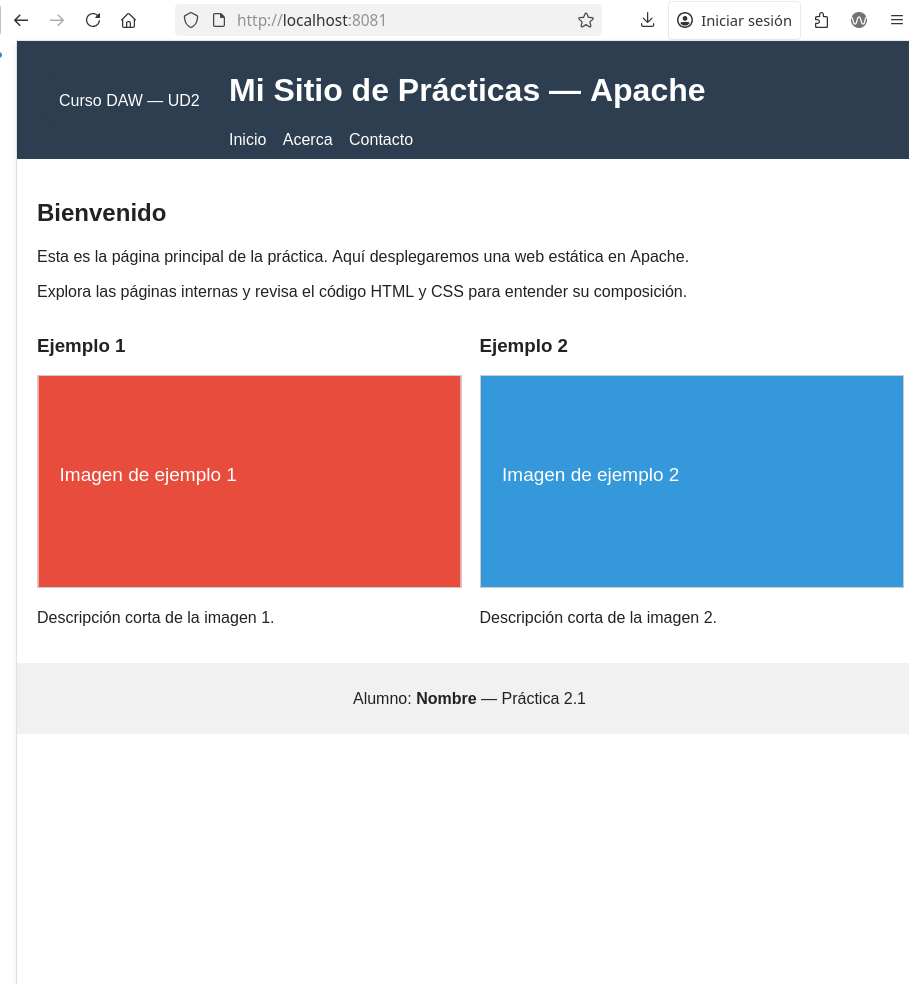 http://localhost:8081
Iniciar sesión
Curso DAW — UD2
Mi Sitio de Prácticas — Apache
Inicio Acerca Contacto
Bienvenido
Esta es la página principal de la práctica. Aquí desplegaremos una web estática en Apache.
Explora las páginas internas y revisa el código HTML y CSS para entender su composición.
Ejemplo 1
Imagen de ejemplo 1
Descripción corta de la imagen 1.
Ejemplo 2
Imagen de ejemplo 2
Descripción corta de la imagen 2.
Alumno: Nombre — Práctica 2.1